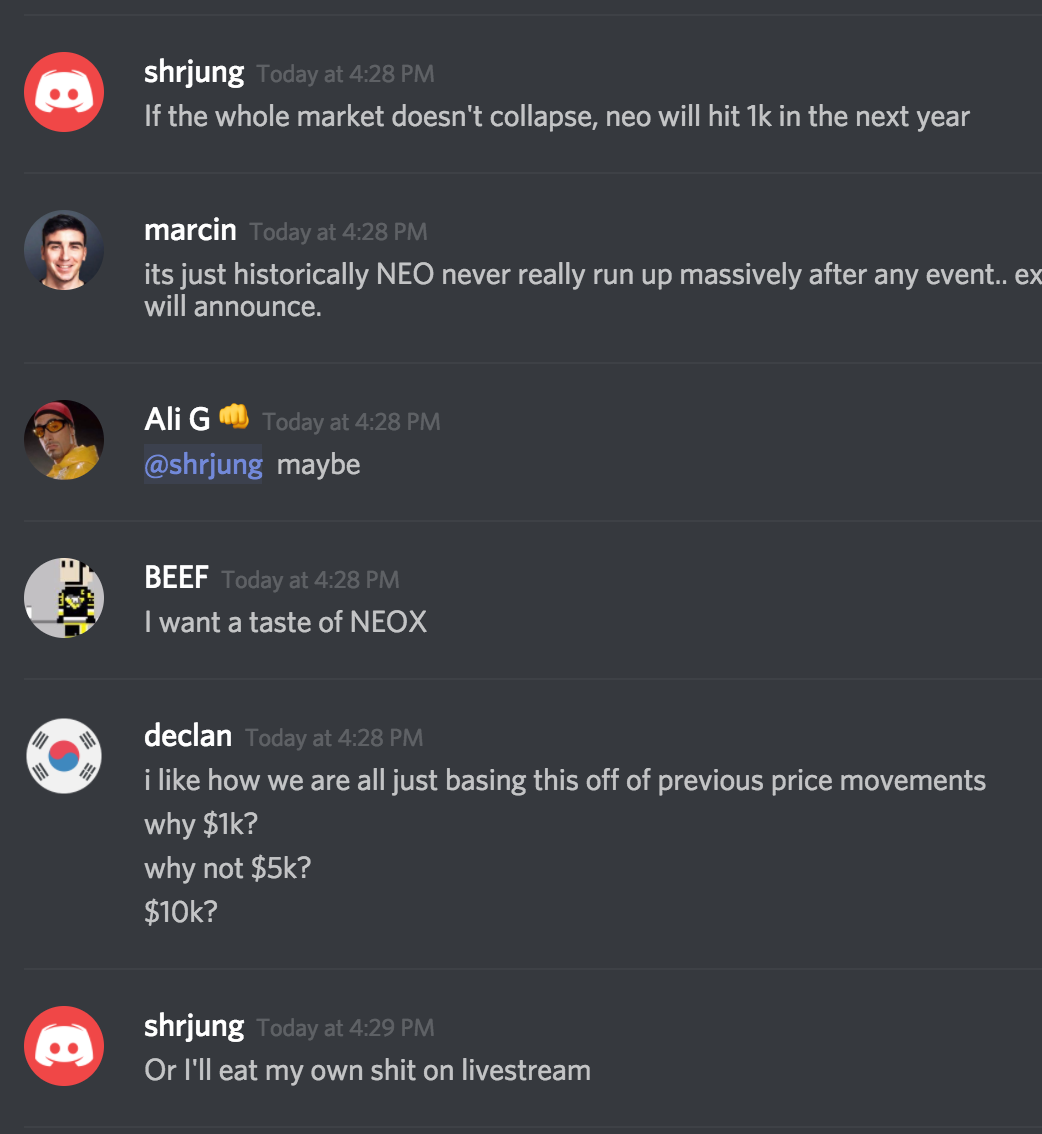 shrjung Today at 4:28 PM
If the whole market doesn't collapse, neo will hit 1k in the next year
marcin Today at 4:28 PM
its just historically NEO never really run up massively after any event.. ex
will announce.
Ali G 👊 Today at 4:28 PM
@shrjung maybe
BEEF Today at 4:28 PM
I want a taste of NEOX
declan Today at 4:28 PM
i like how we are all just basing this off of previous price movements
why $1k?
why not $5k?
$10k?
shrjung Today at 4:29 PM
Or I'll eat my own shit on livestream